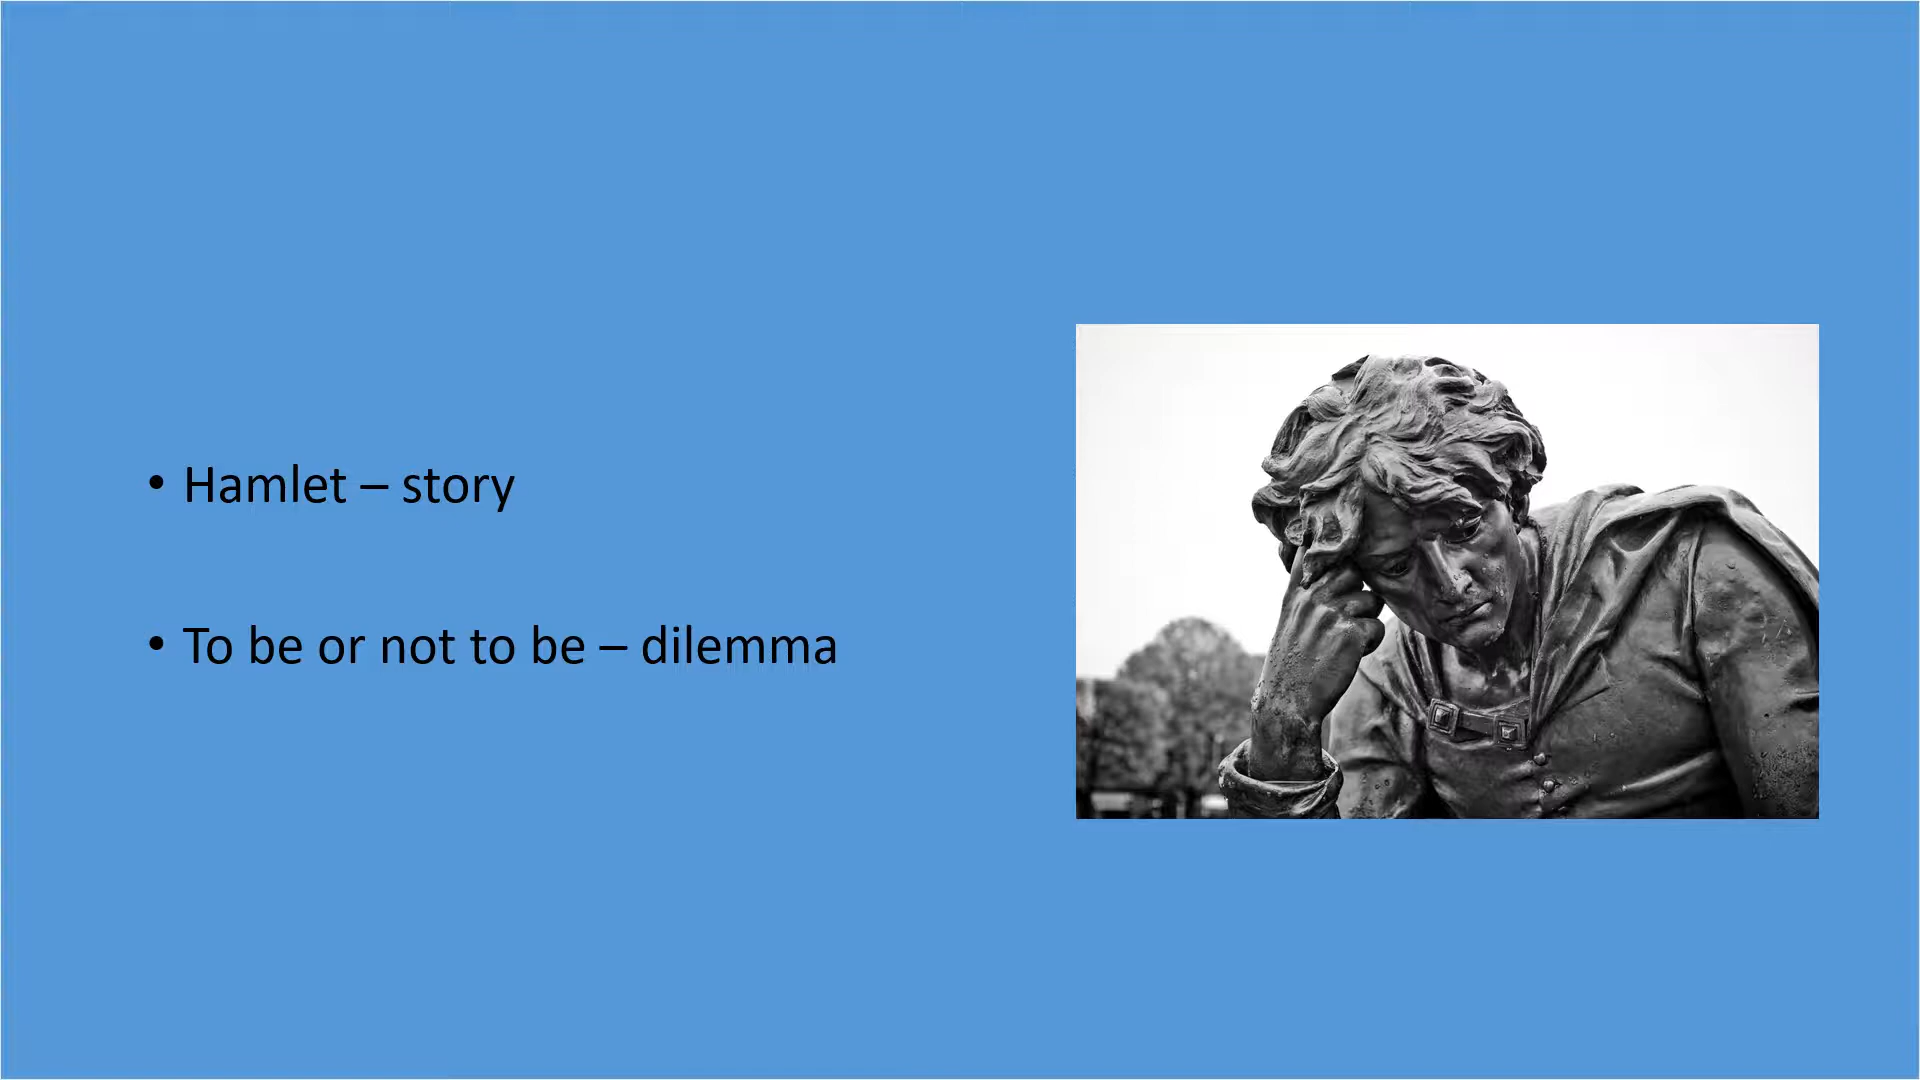 • Hamlet – story
• To be or not to be – dilemma